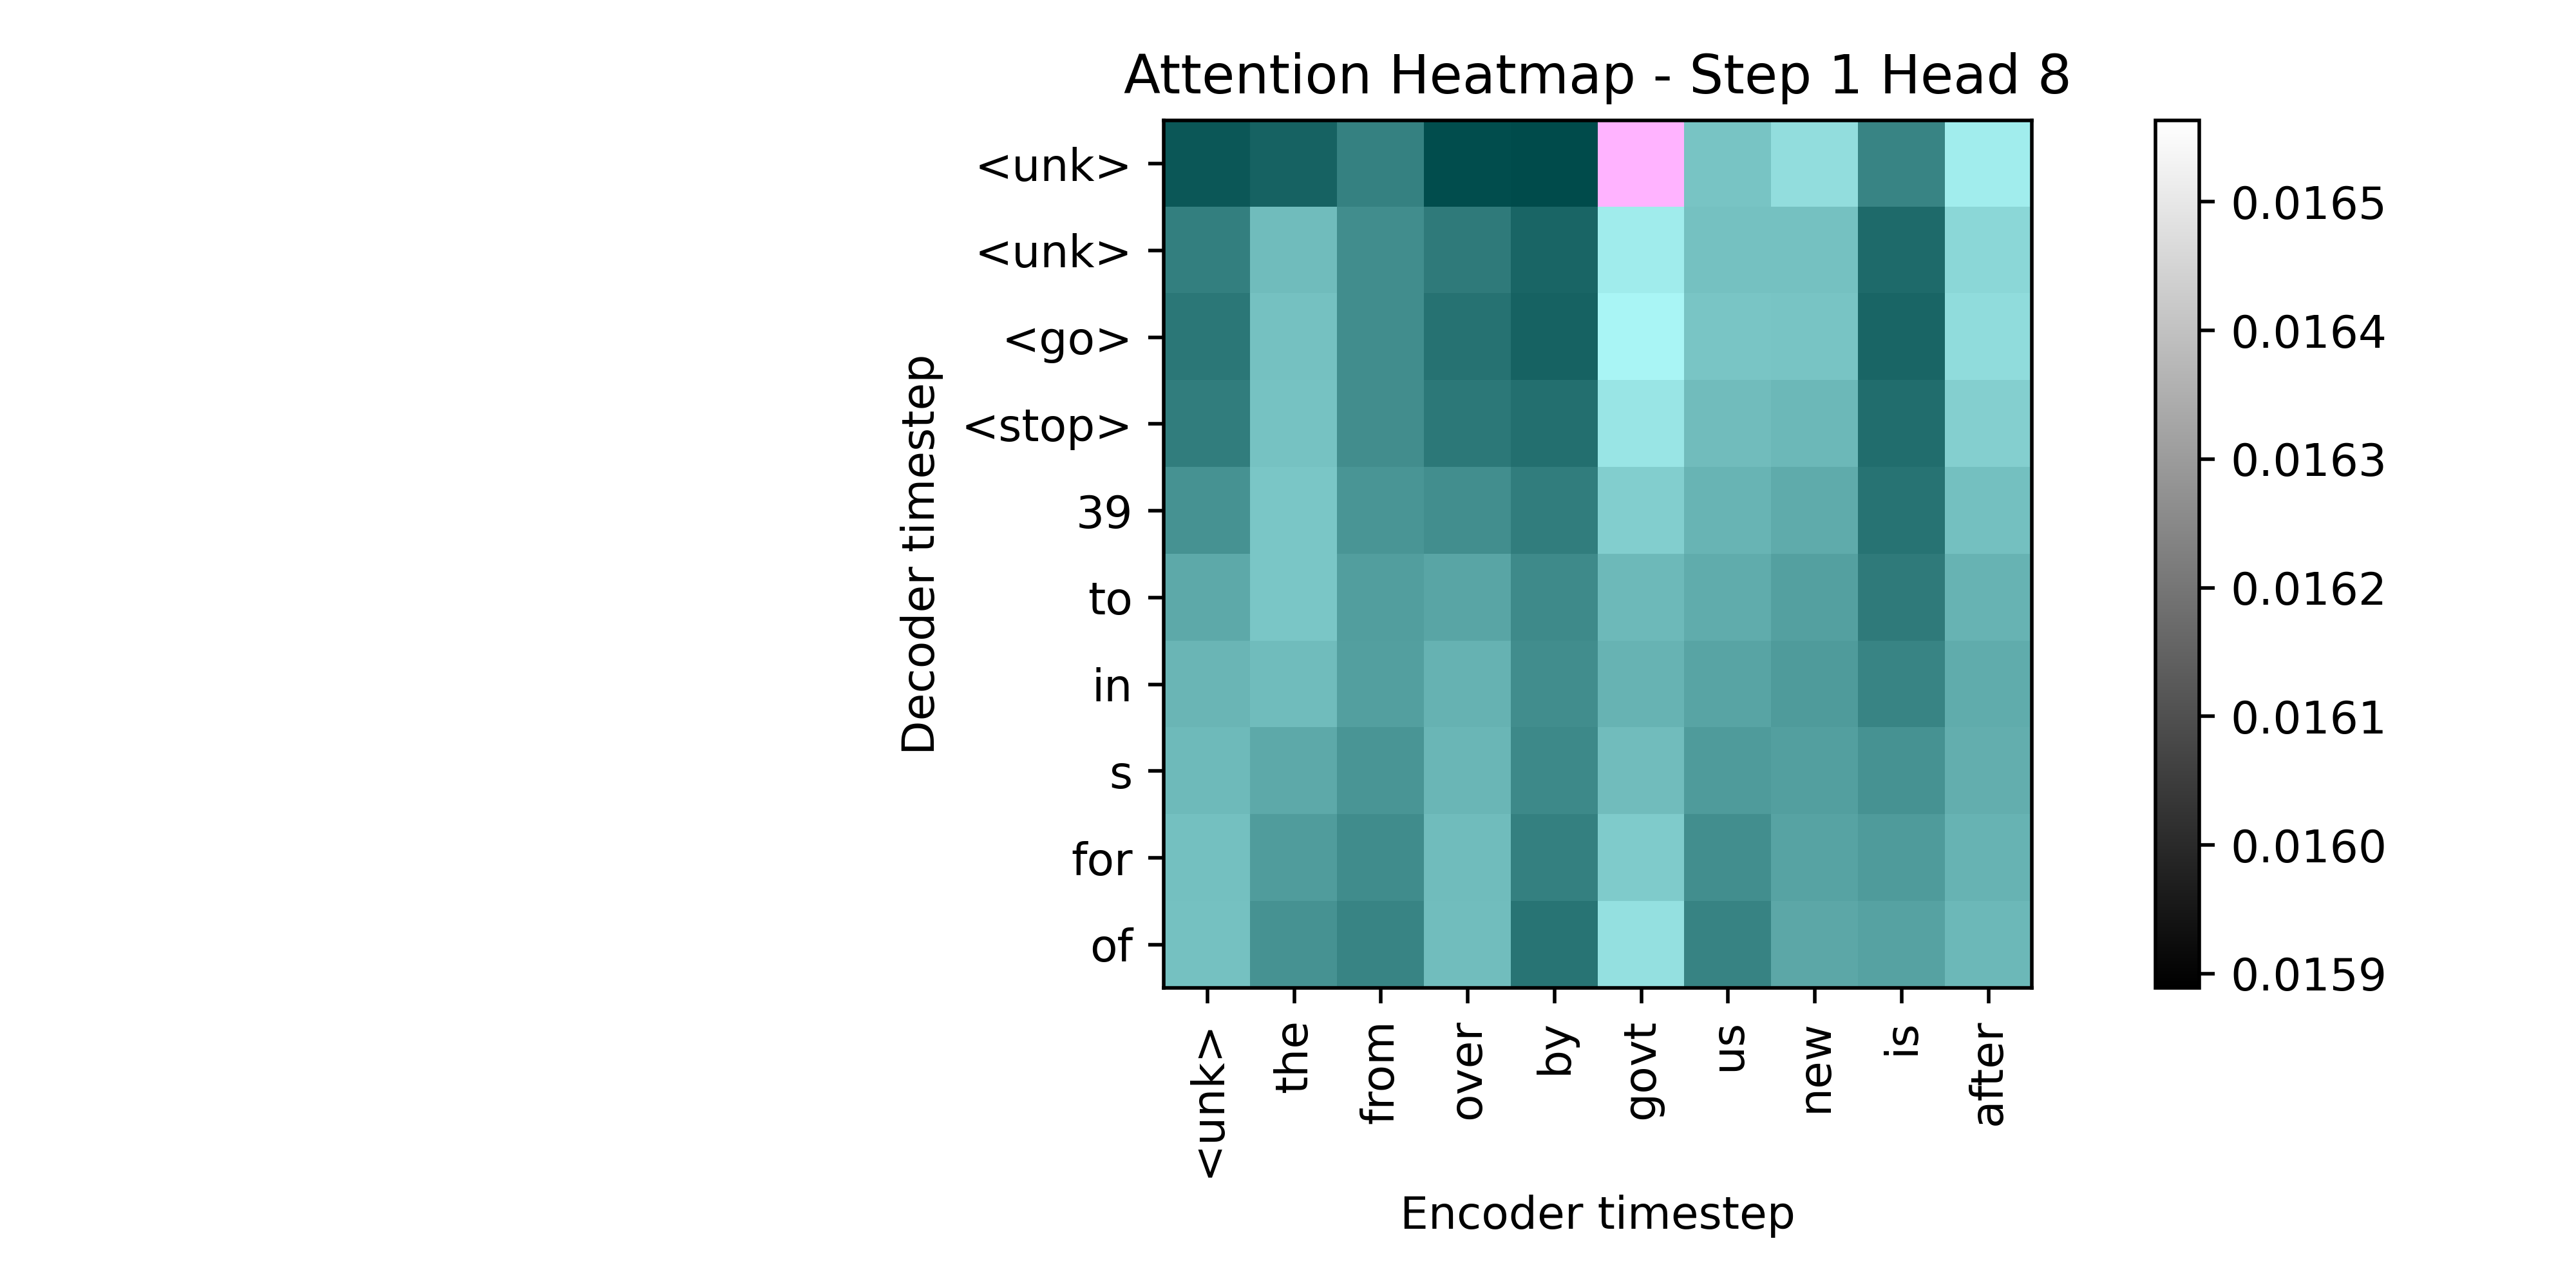 Attention Heatmap - Step 1 Head 8
Decoder timestep
<unk>
<unk>
<go>
<stop>
39
to
in
s
for
of
<unk>
the
from
over
by
govt
us
new
is
after
Encoder timestep
0.0165
0.0164
0.0163
0.0162
0.0161
0.0160
0.0159